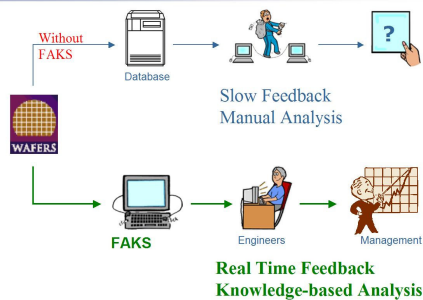 Without
FAKS
?
Database
Slow Feedback
Manual Analysis
WAFERS
FAKS
Engineers
Management
Real Time Feedback
Knowledge-based Analysis